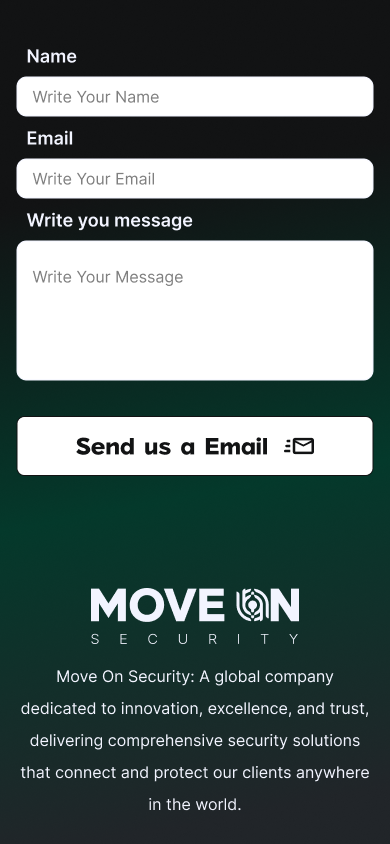 Name
Write Your Name
Email
Write Your Email
Write you message
Write Your Message
Send us a Email
MOVE ON
SECURITY
Move On Security: A global company
dedicated to innovation, excellence, and trust,
delivering comprehensive security solutions
that connect and protect our clients anywhere
in the world.